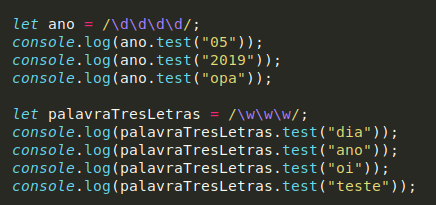 let ano = /\d\d\d\d/;
console.log(ano.test("05"));
console.log(ano.test("2019"));
console.log(ano.test("opa"));
let palavraTresLetras = /\w\w\w/;
console.log(palavraTresLetras.test("dia"));
console.log(palavraTresLetras.test("ano"));
console.log(palavraTresLetras.test("oi"));
console.log(palavraTresLetras.test("teste"));